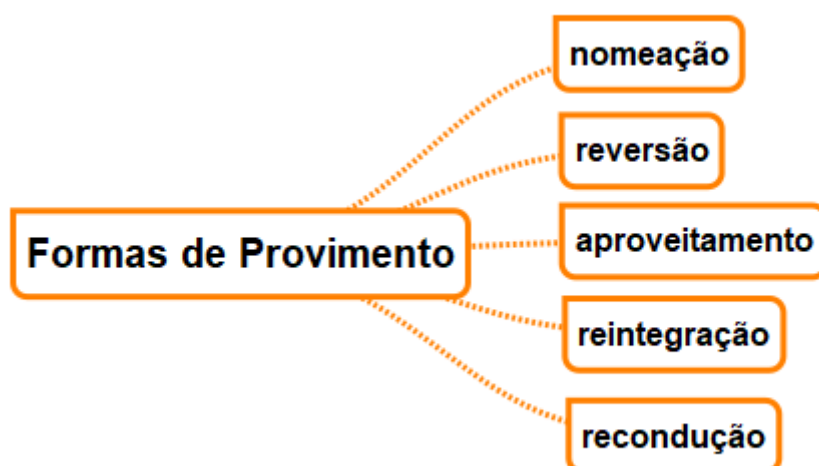 Formas de Provimento
nomeação
reversão
aproveitamento
reintegração
recondução